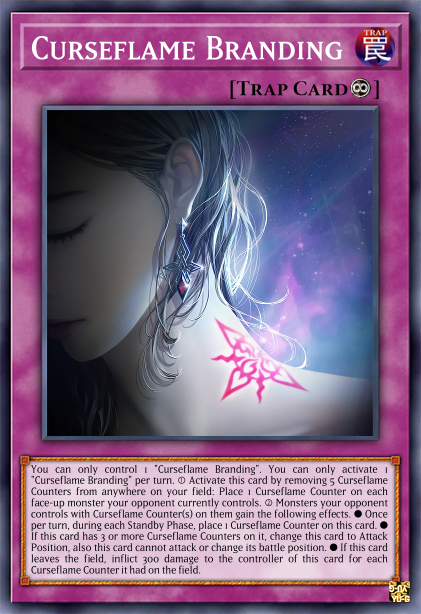 CURSEFLAME BRANDING
TRAP
罠
[TRAP CARD]
You can only control 1 "Curseflame Branding". You can only activate 1
"Curseflame Branding" per turn. ① Activate this card by removing 5 Curseflame
Counters from anywhere on your field: Place 1 Curseflame Counter on each
face-up monster your opponent currently controls. ② Monsters your opponent
controls with Curseflame Counter(s) on them gain the following effects. ● Once
per turn, during each Standby Phase, place 1 Curseflame Counter on this card. ●
If this card has 3 or more Curseflame Counters on it, change this card to Attack
Position, also this card cannot attack or change its battle position. ● If this card
leaves the field, inflict 300 damage to the controller of this card for each
Curseflame Counter it had on the field.